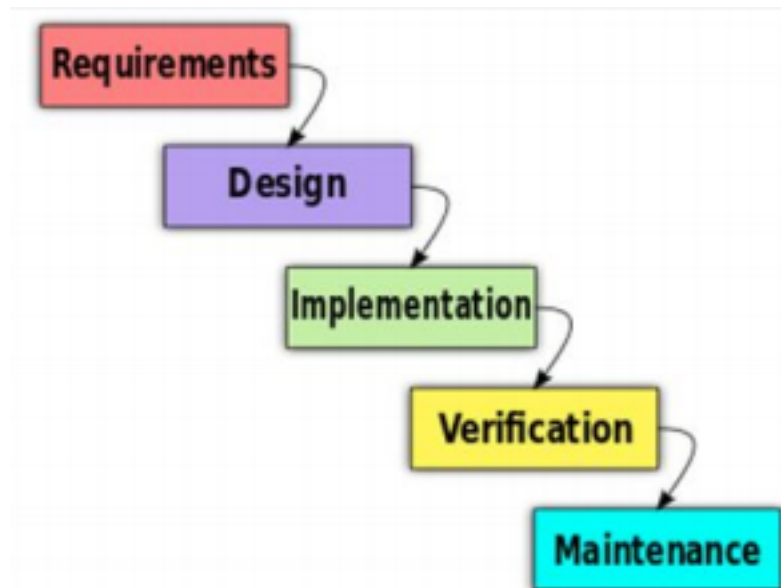 Requirements
Design
Implementation
Verification
Maintenance